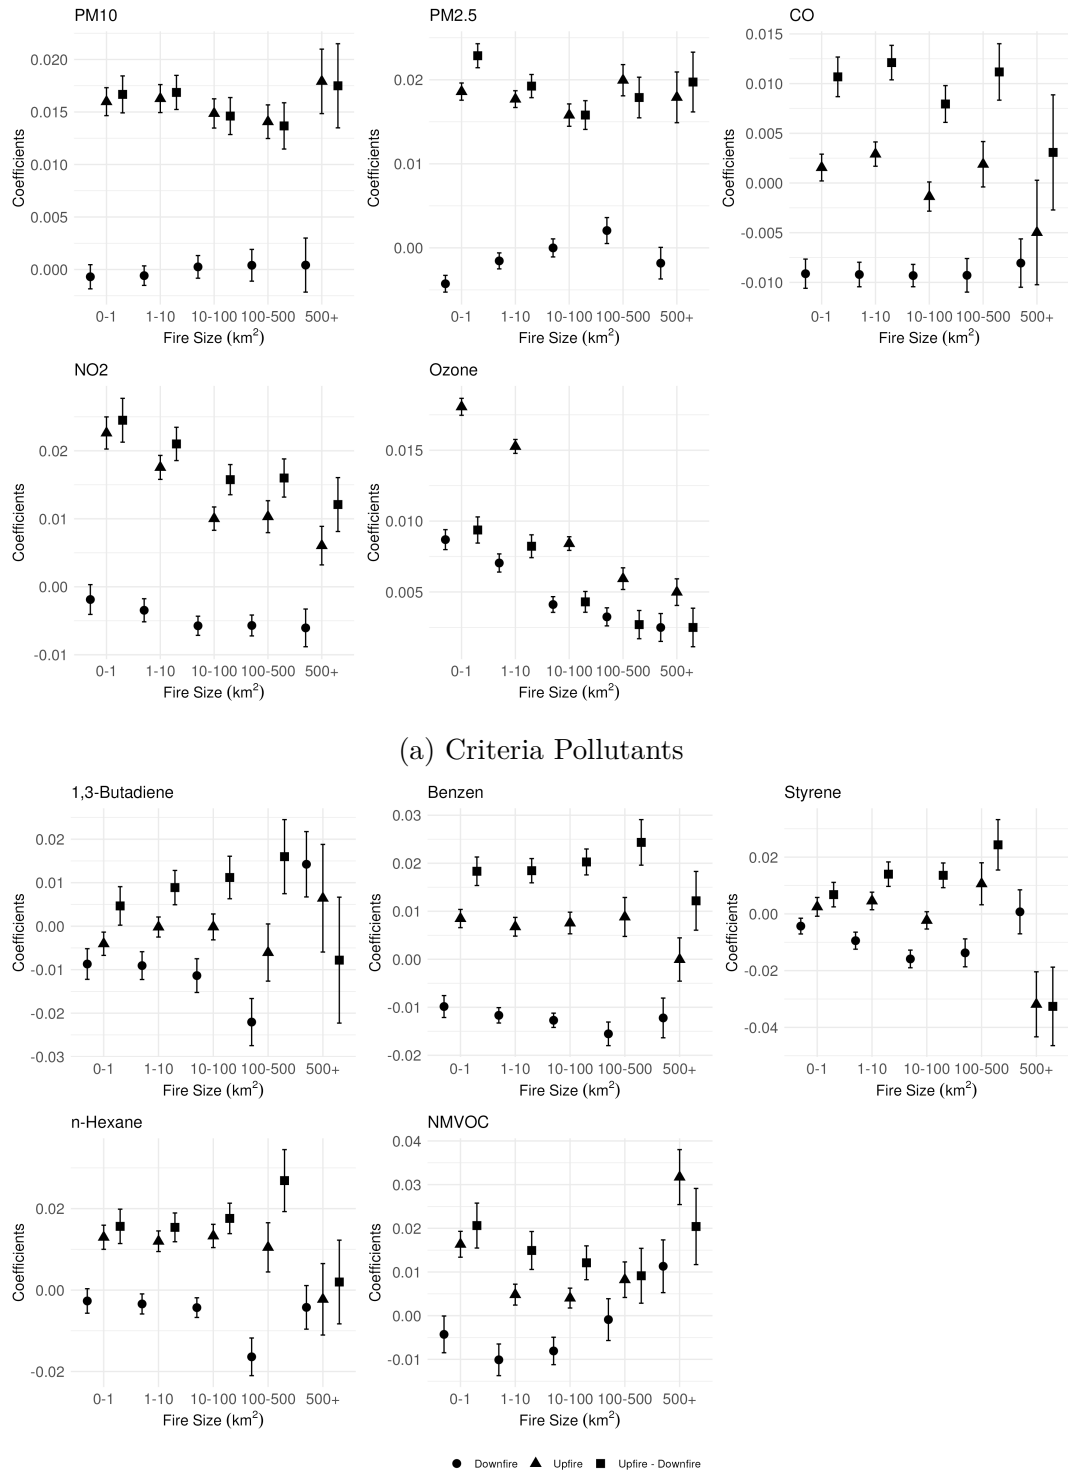 PM10
PM2.5
CO
Coefficients
0.020
0.015
0.010
0.005
0.000
0-1 1-10 10-100 100-500 500+
Fire Size (km²)
Coefficients
0.02
0.01
0.00
0-1 1-10 10-100 100-500 500+
Fire Size (km²)
Coefficients
0.015
0.010
0.005
0.000
-0.005
-0.010
0-1 1-10 10-100 100-500 500+
Fire Size (km²)
NO2
Ozone
Coefficients
0.02
0.01
0.00
-0.01
0-1 1-10 10-100 100-500 500+
Fire Size (km²)
Coefficients
0.015
0.010
0.005
0-1 1-10 10-100 100-500 500+
Fire Size (km²)
(a) Criteria Pollutants
1,3-Butadiene
Benzen
Styrene
Coefficients
0.02
0.01
0.00
-0.01
-0.02
-0.03
0-1 1-10 10-100 100-500 500+
Fire Size (km²)
Coefficients
0.03
0.02
0.01
0.00
-0.01
-0.02
0-1 1-10 10-100 100-500 500+
Fire Size (km²)
Coefficients
0.02
0.00
-0.02
-0.04
0-1 1-10 10-100 100-500 500+
Fire Size (km²)
n-Hexane
NMVOC
Coefficients
0.02
0.00
-0.02
0-1 1-10 10-100 100-500 500+
Fire Size (km²)
Coefficients
0.04
0.03
0.02
0.01
0.00
-0.01
0-1 1-10 10-100 100-500 500+
Fire Size (km²)
Downfire Upfire Upfire - Downfire